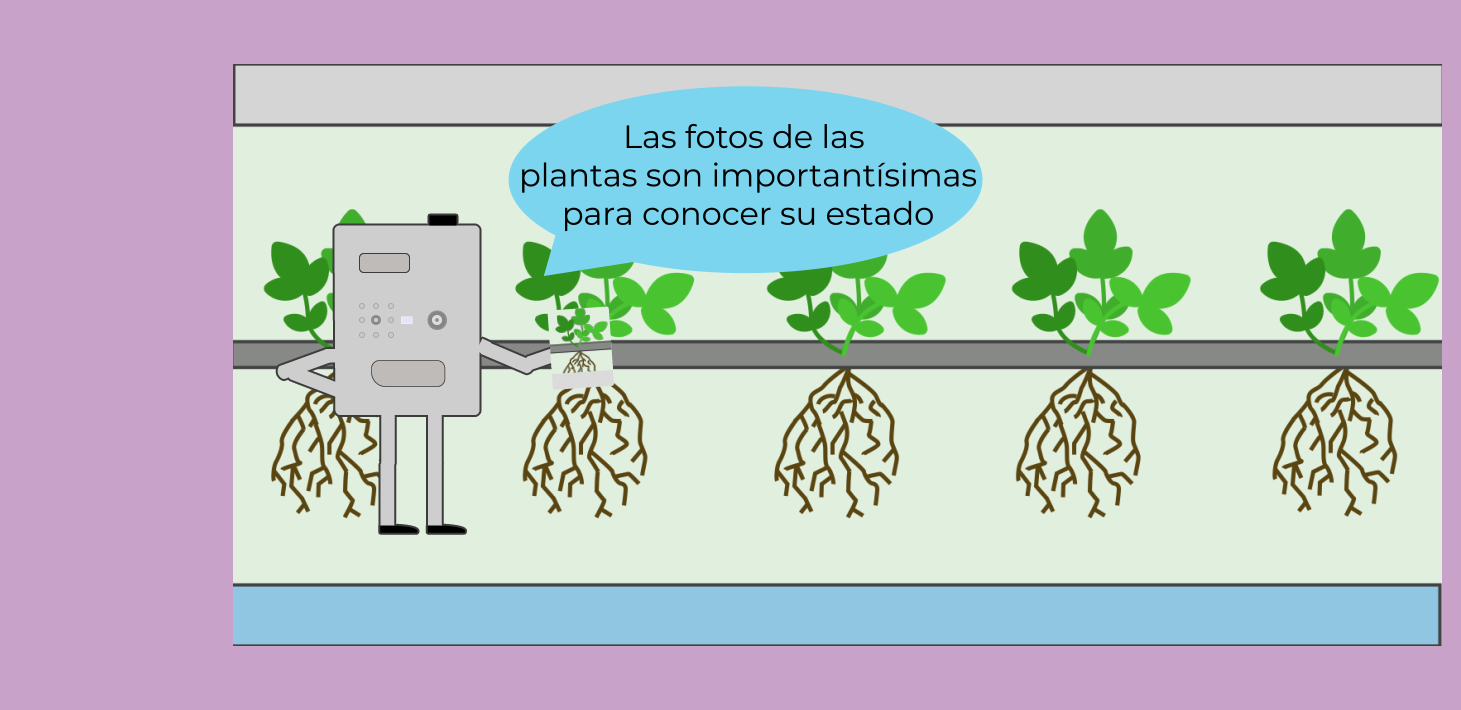 Las fotos de las
plantas son importantísimas
para conocer su estado